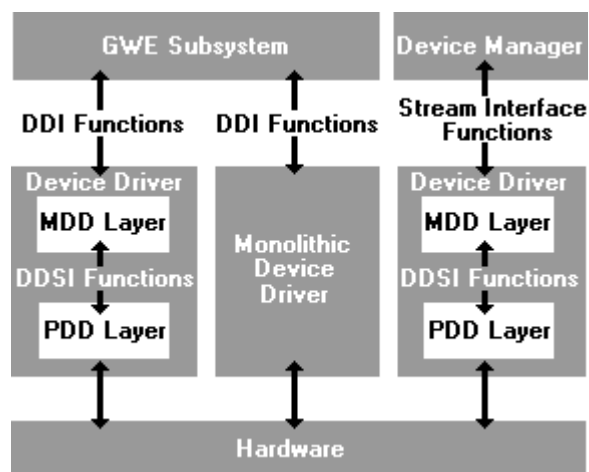 GWE Subsystem
Device Manager
DDI Functions
DDI Functions
Stream Interface
Functions
Device Driver
MDD Layer
DDSI Functions
PDD Layer
Monolithic
Device
Driver
Device Driver
MDD Layer
DDSI Functions
PDD Layer
Hardware